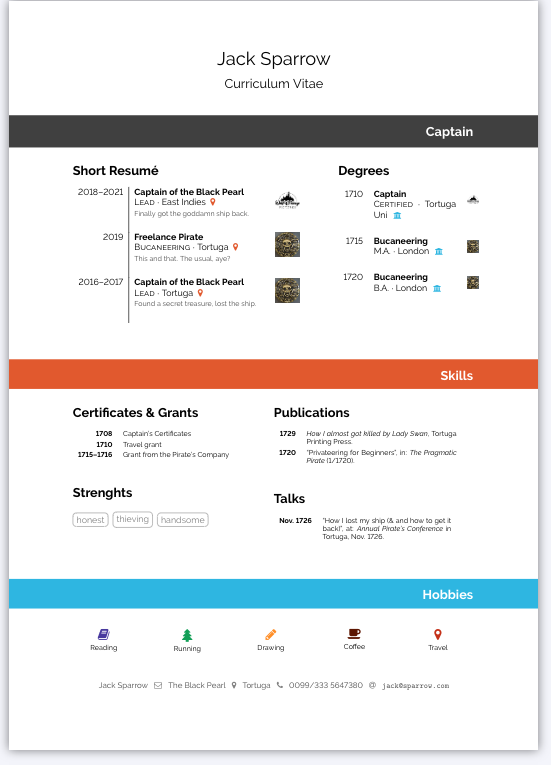 Jack Sparrow
Curriculum Vitae
Captain
Short Resumé
2018–2021 Captain of the Black Pearl
LEAD · East Indies
Finally got the goddamn ship back.
2019 Freelance Pirate
BUCANEERING · Tortuga
This and that. The usual, aye?
2016–2017 Captain of the Black Pearl
LEAD · Tortuga
Found a secret treasure, lost the ship.
Degrees
1710 Captain
CERTIFIED · Tortuga
Uni
1715 Bucaneering
M.A. · London
1720 Bucaneering
B.A. · London
Skills
Certificates & Grants
1708 Captain's Certificates
1710 Travel grant
1715–1716 Grant from the Pirate's Company
Strenghts
honest thieving handsome
Publications
1729 How I almost got killed by Lady Swan, Tortuga
Printing Press.
1720 "Privateering for Beginners", in: The Pragmatic
Pirate (1/1720).
Talks
Nov. 1726 "How I lost my ship (& and how to get it
back)", at: Annual Pirate's Conference in
Tortuga, Nov. 1726.
Hobbies
Reading Running Drawing Coffee Travel
Jack Sparrow The Black Pearl Tortuga 0099/333 5647380 @ jack@sparrow.com